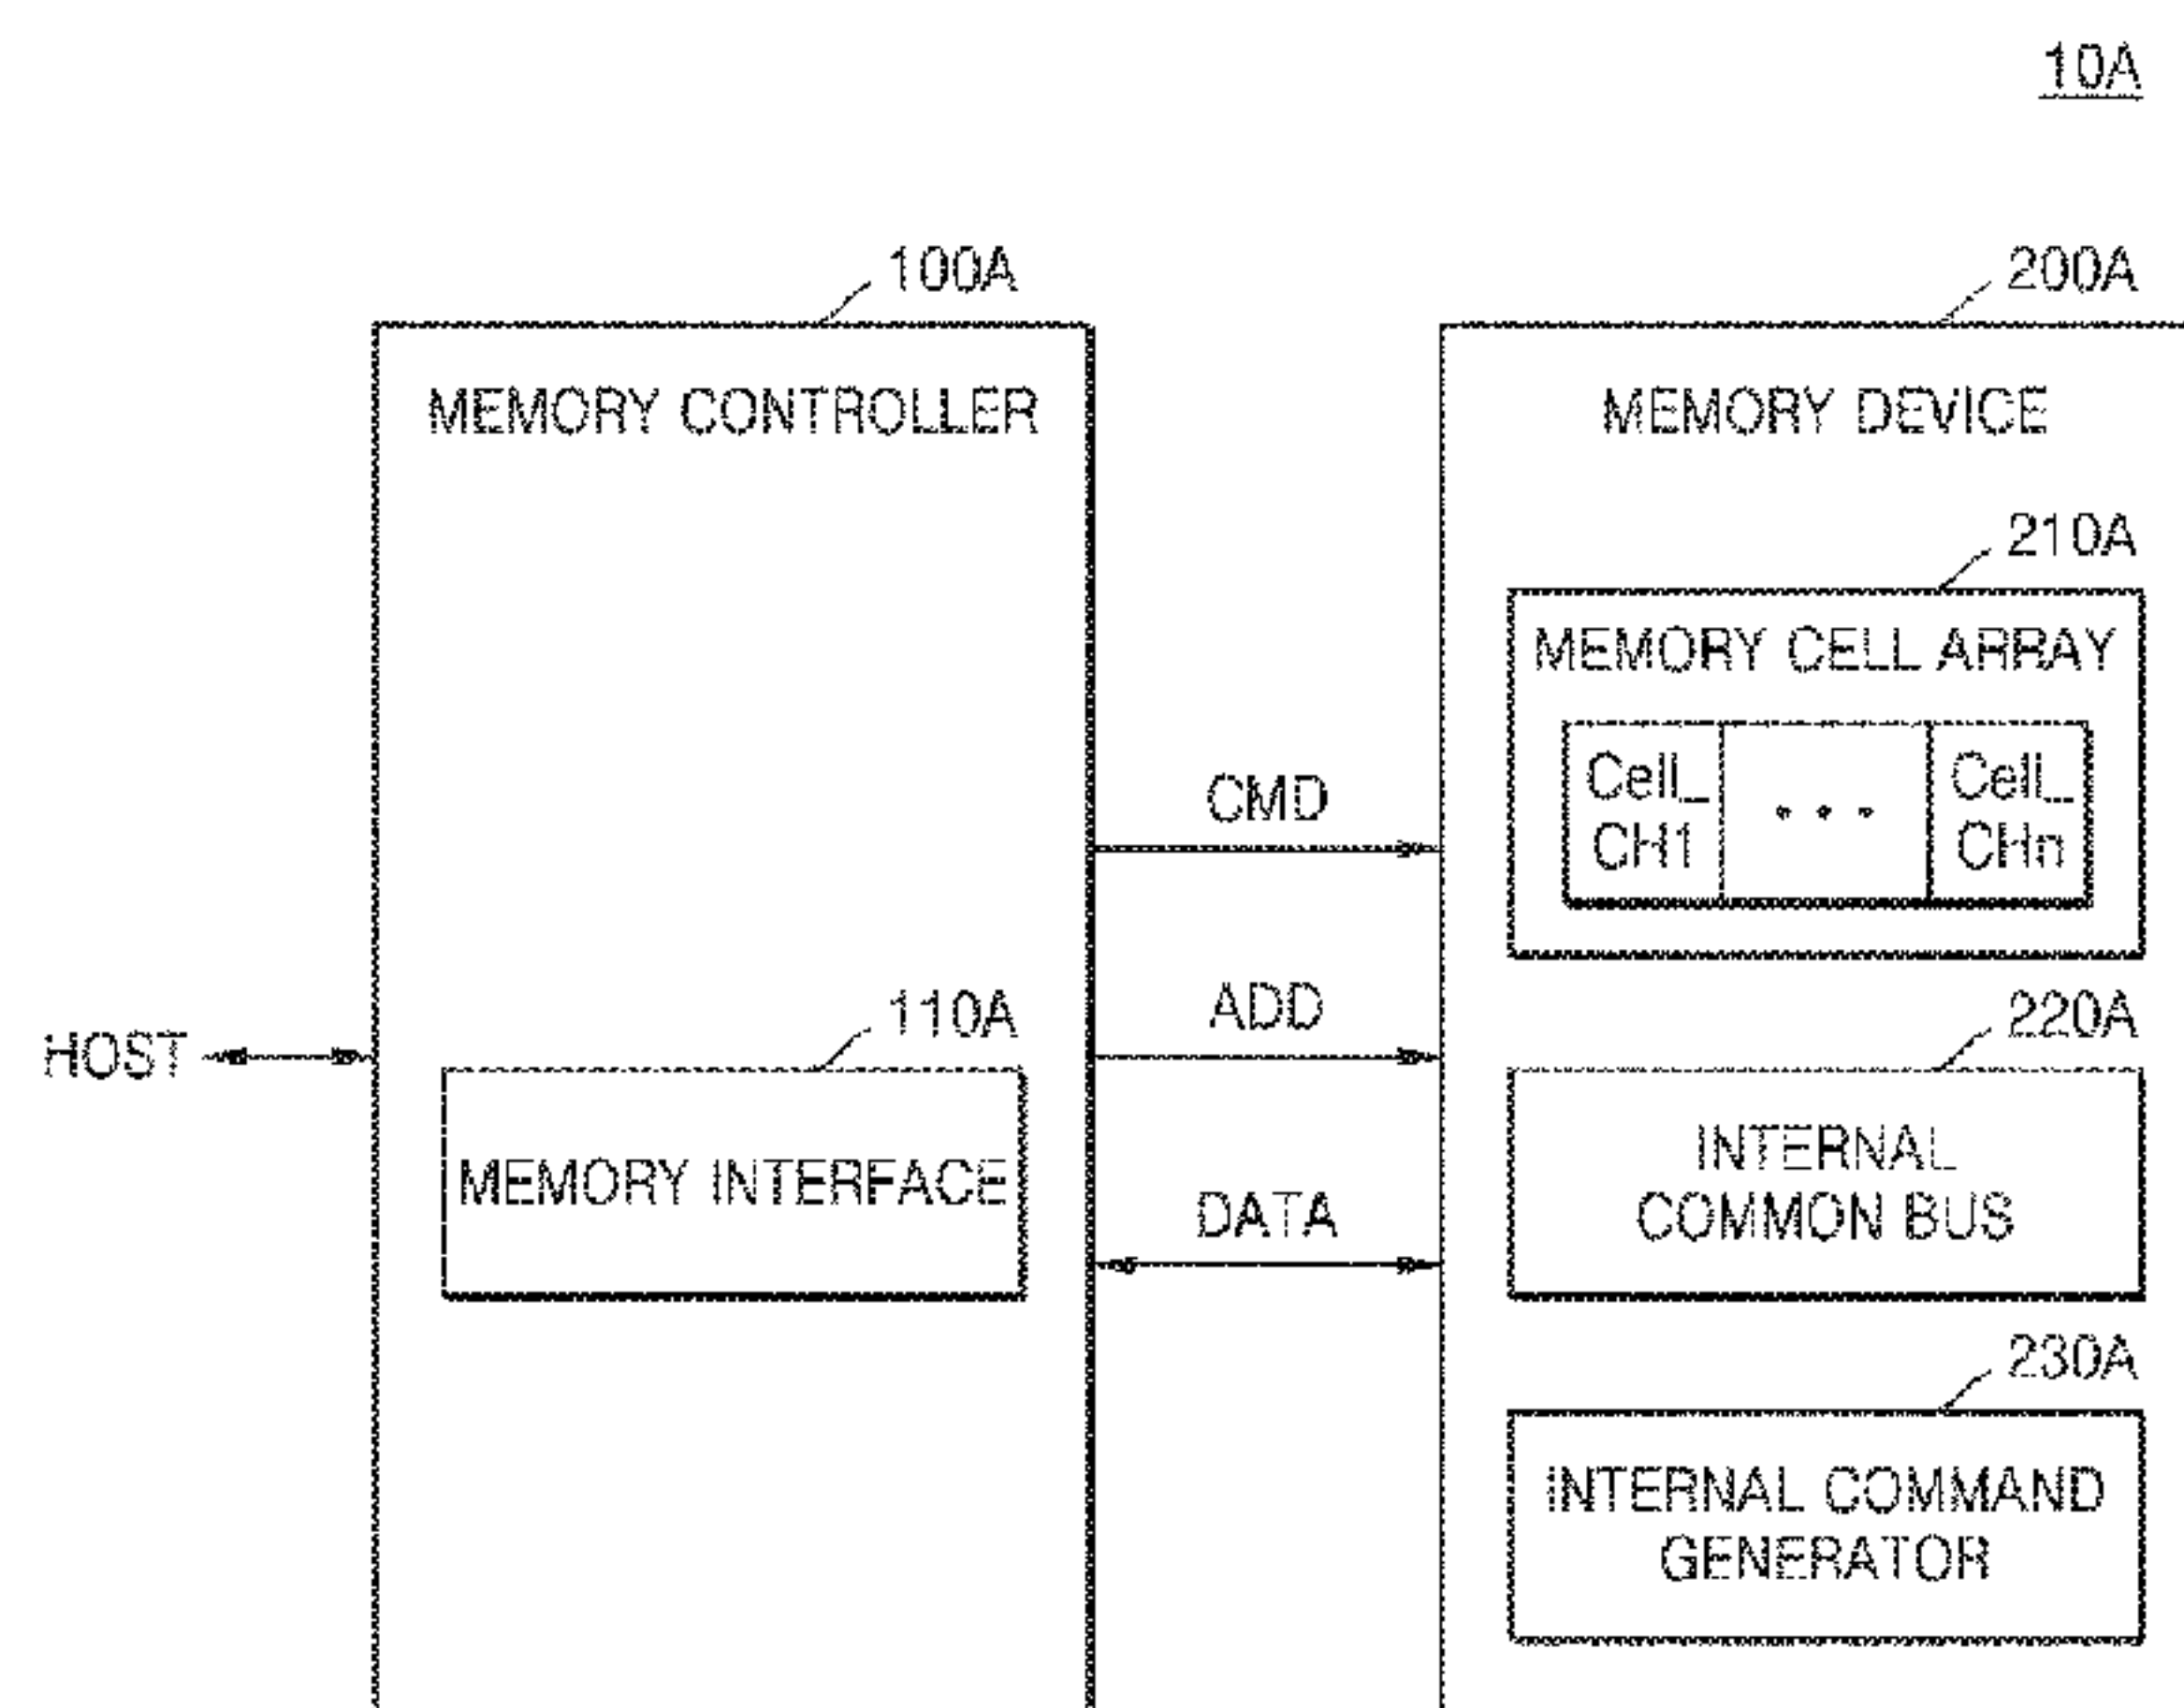 10A
100A
200A
MEMORY CONTROLLER
MEMORY DEVICE
210A
MEMORY CELL ARRAY
Cell_
CH1
...
Cell_
CHn
CMD
ADD
DATA
HOST
110A
MEMORY INTERFACE
220A
INTERNAL
COMMON BUS
230A
INTERNAL COMMAND
GENERATOR